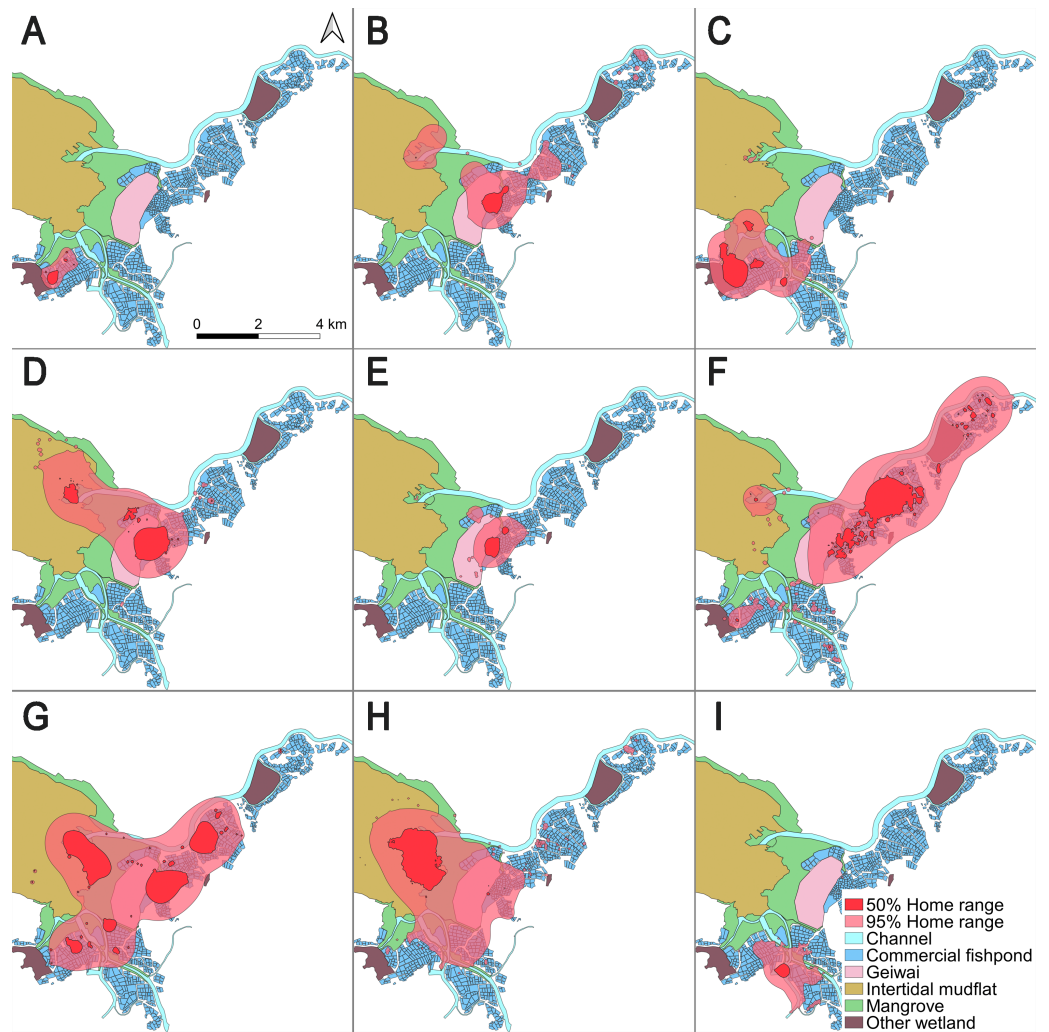 A
B
C
0 2 4 km
D
E
F
G
H
I
50% Home range
95% Home range
Channel
Commercial fishpond
Geiwai
Intertidal mudflat
Mangrove
Other wetland